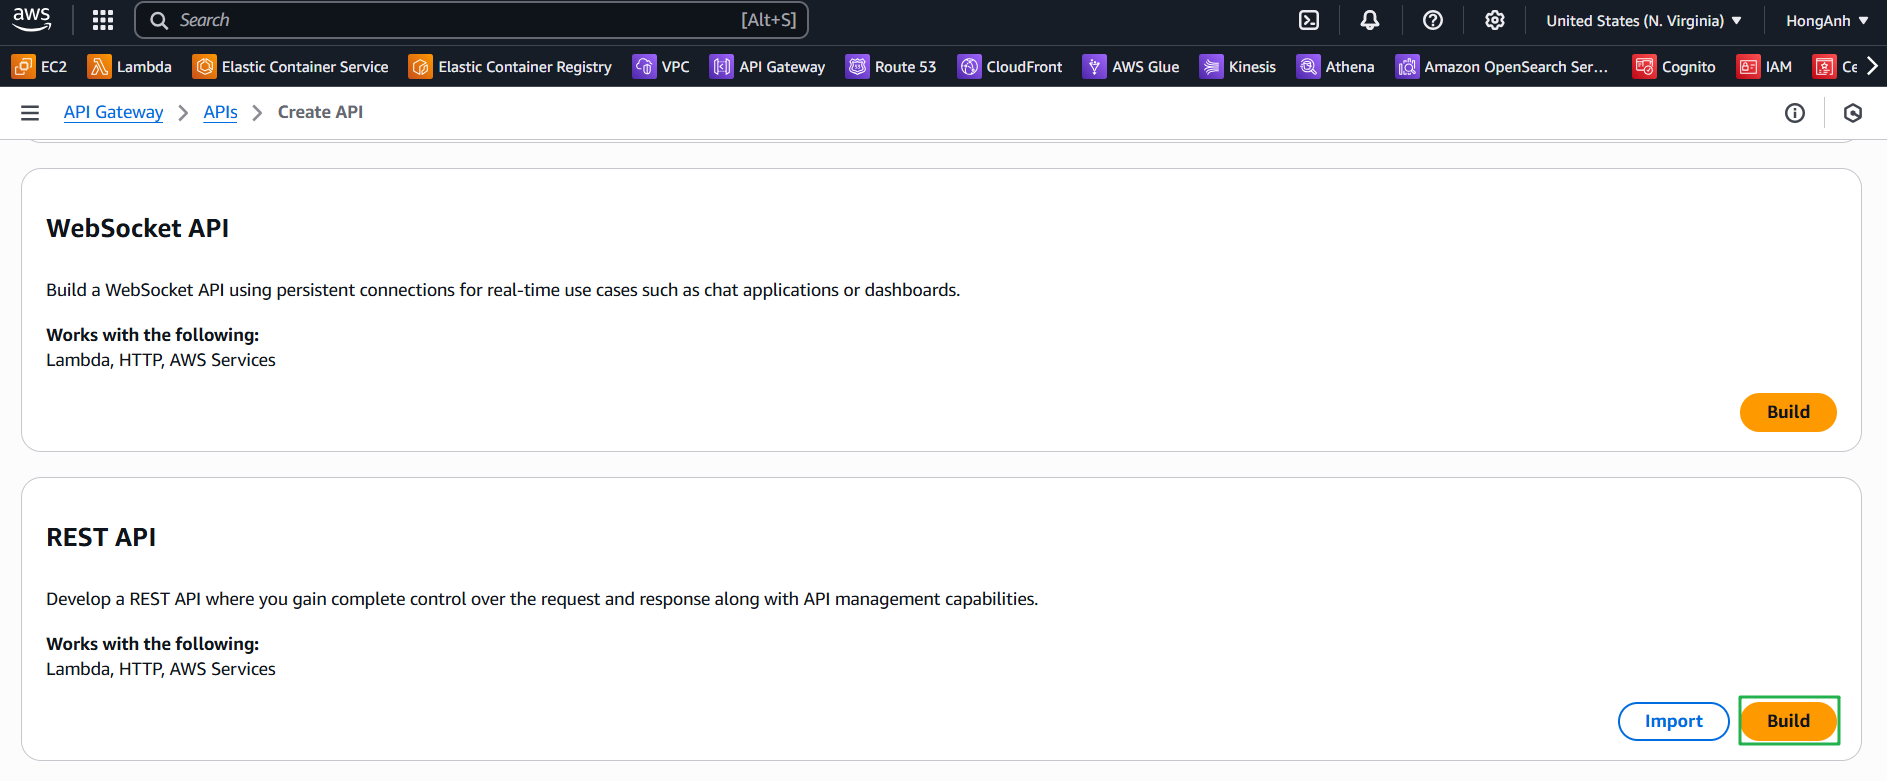 aws Search [Alt+S] United States (N. Virginia) HongAnh
EC2 Lambda Elastic Container Service Elastic Container Registry VPC API Gateway Route 53 CloudFront AWS Glue Kinesis Athena Amazon OpenSearch Ser... Cognito IAM Ce
API Gateway APIs Create API
WebSocket API
Build a WebSocket API using persistent connections for real-time use cases such as chat applications or dashboards.
Works with the following:
Lambda, HTTP, AWS Services
Build
REST API
Develop a REST API where you gain complete control over the request and response along with API management capabilities.
Works with the following:
Lambda, HTTP, AWS Services
Import Build